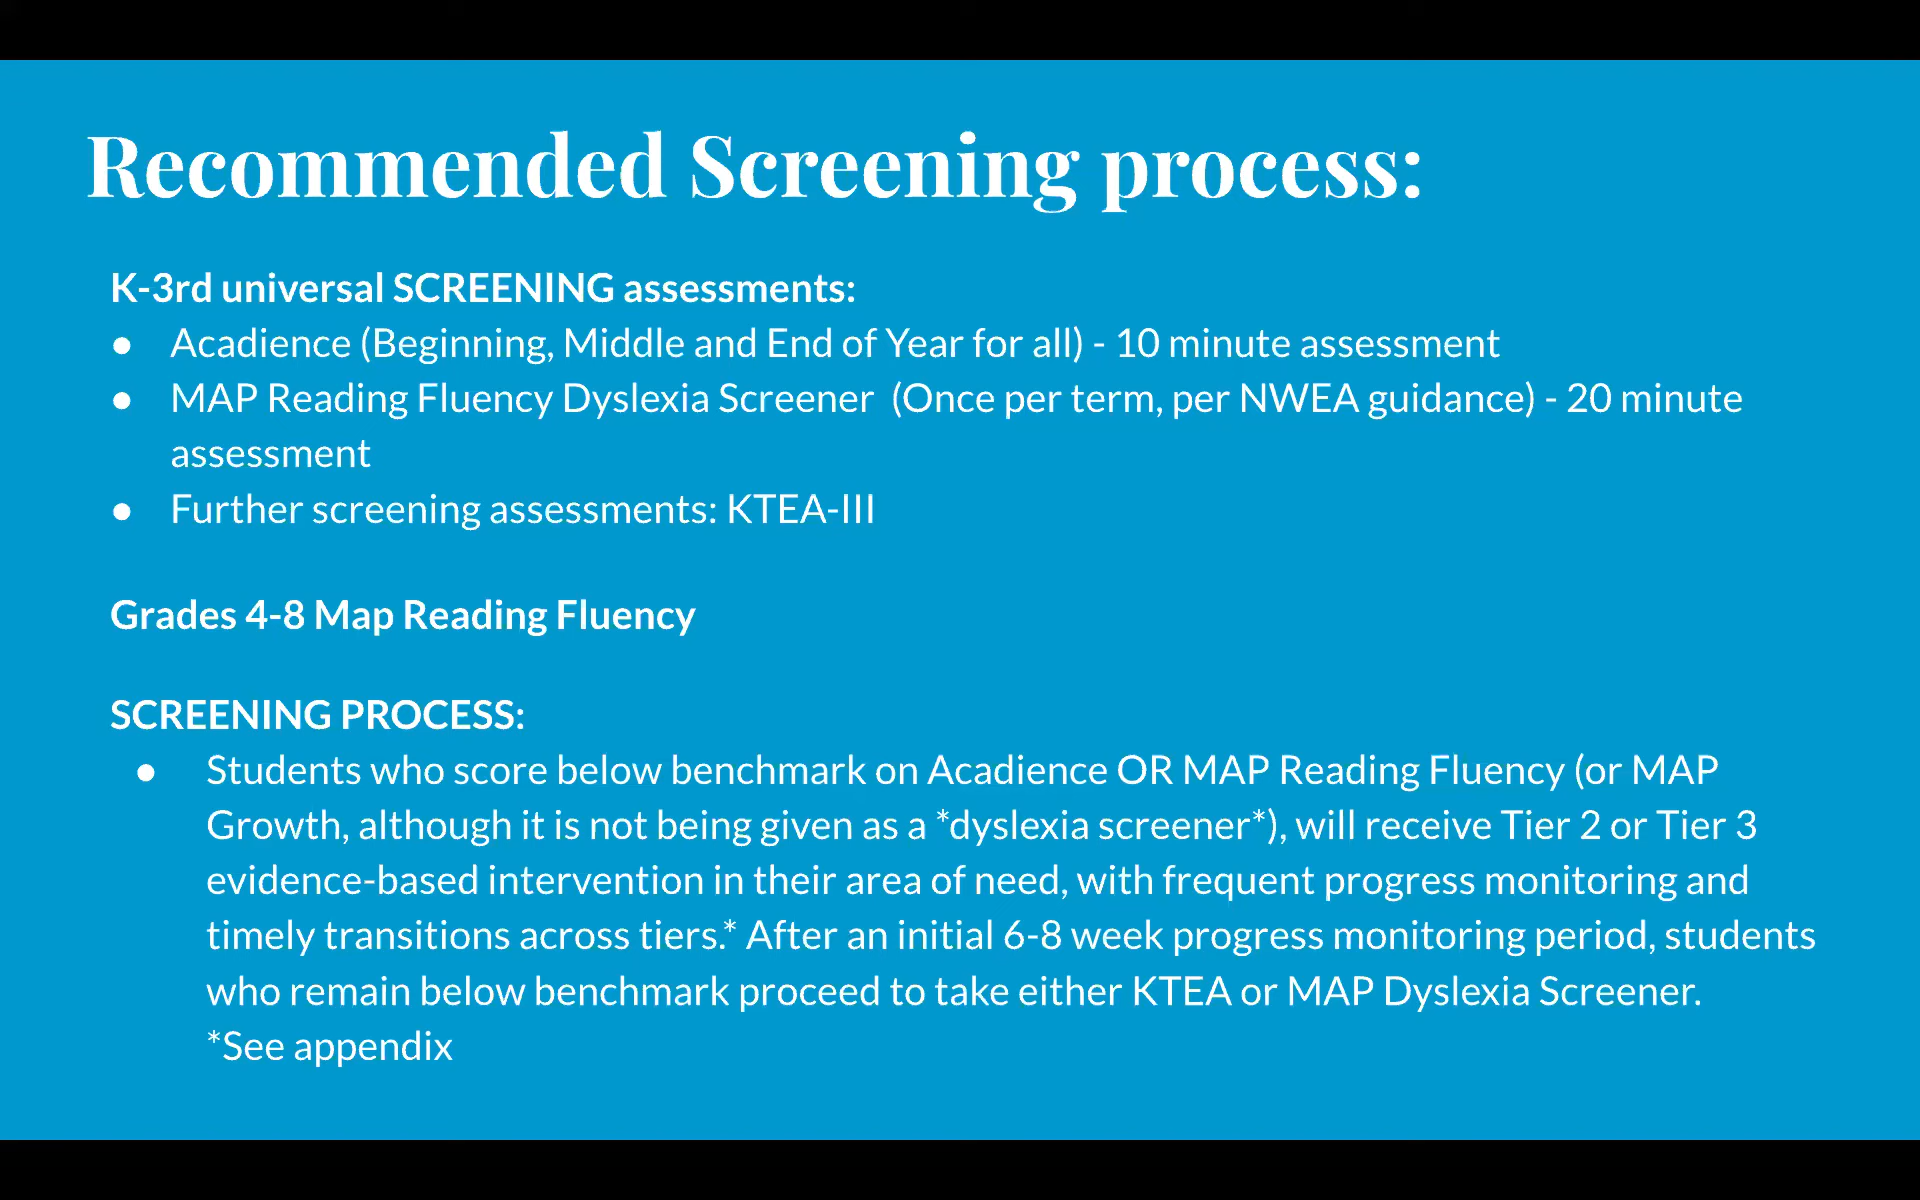 Recommended Screening process:
K-3rd universal SCREENING assessments:
● Acadience (Beginning, Middle and End of Year for all) - 10 minute assessment
● MAP Reading Fluency Dyslexia Screener  (Once per term, per NWEA guidance) - 20 minute
assessment
● Further screening assessments: KTEA-III
Grades 4-8 Map Reading Fluency
SCREENING PROCESS:
● Students who score below benchmark on Acadience OR MAP Reading Fluency (or MAP
Growth, although it is not being given as a *dyslexia screener*), will receive Tier 2 or Tier 3
evidence-based intervention in their area of need, with frequent progress monitoring and
timely transitions across tiers.* After an initial 6-8 week progress monitoring period, students
who remain below benchmark proceed to take either KTEA or MAP Dyslexia Screener.
*See appendix